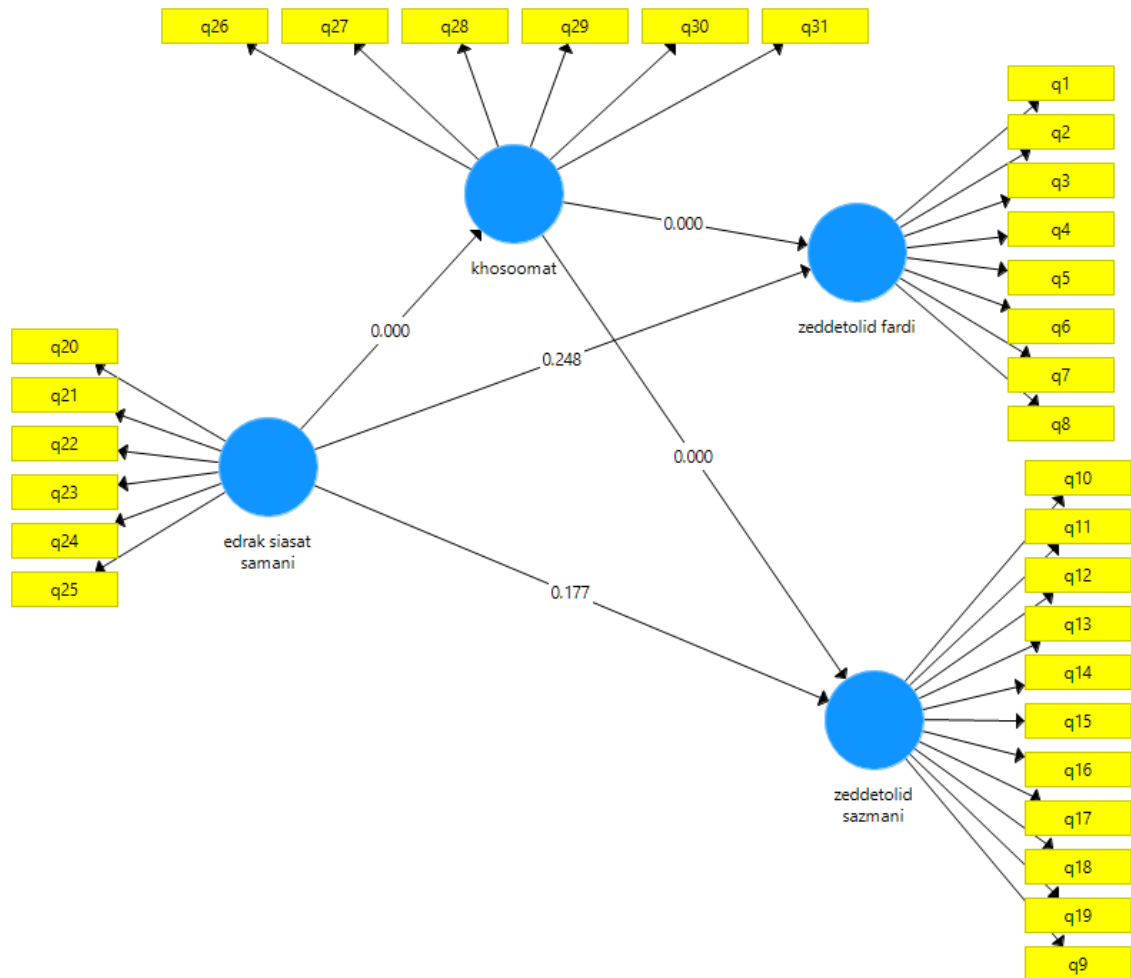 q26
q27
q28
q29
q30
q31
khosoomat
q1
q2
q3
q4
q5
q6
q7
q8
zeddetolid fardi
0.000
0.000
0.248
0.000
0.177
q20
q21
q22
q23
q24
q25
edrak siasat
samani
q10
q11
q12
q13
q14
q15
q16
q17
q18
q19
q9
zeddetolid
sazmani